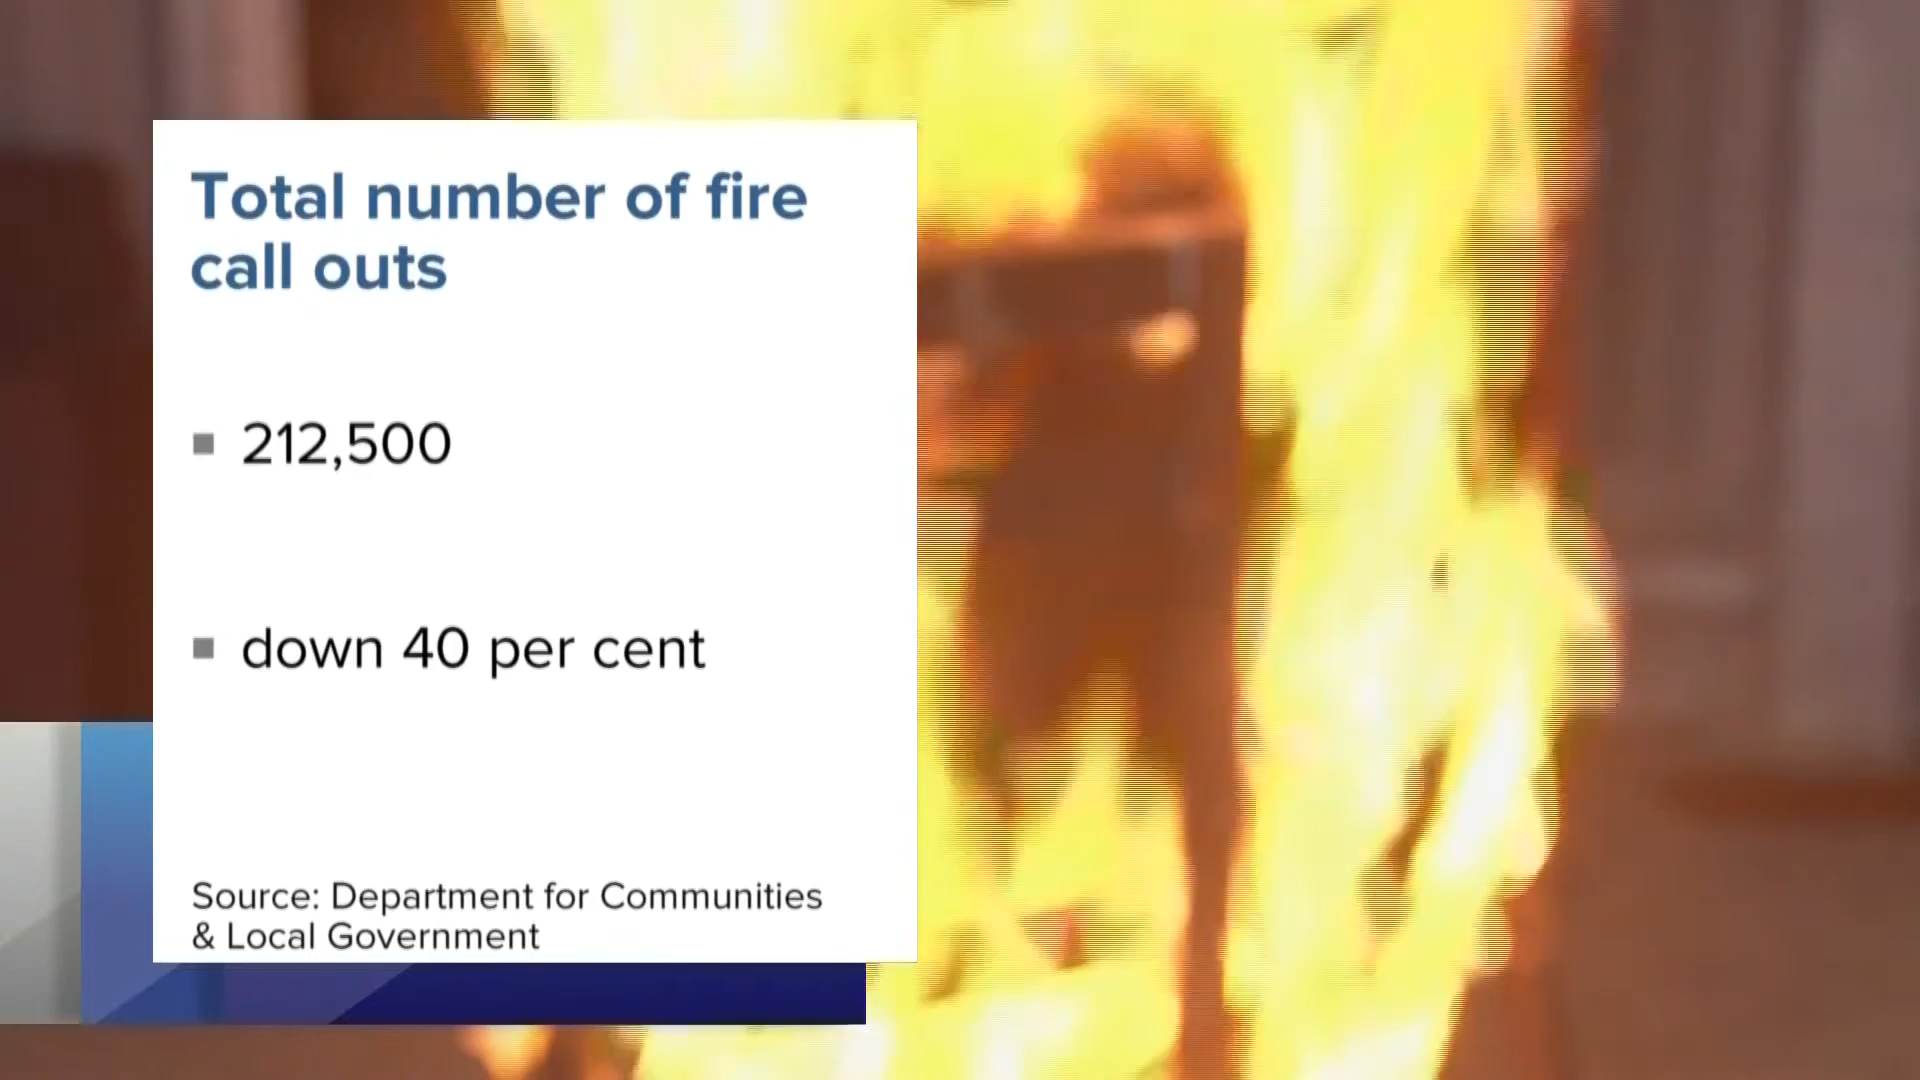 Total number of fire
call outs
212,500
down 40 per cent
Source: Department for Communities
& Local Government